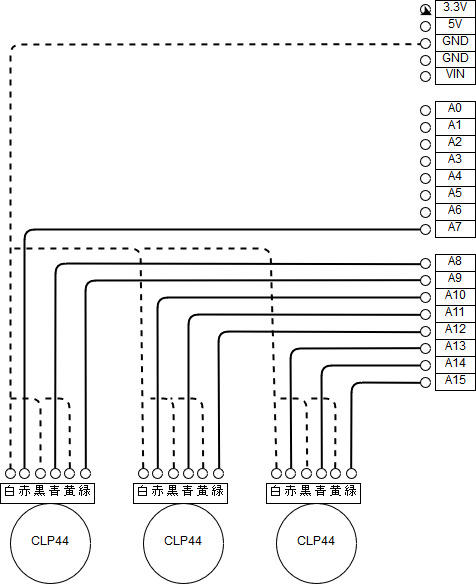 3.3V
5V
GND
GND
VIN
A0
A1
A2
A3
A4
A5
A6
A7
A8
A9
A10
A11
A12
A13
A14
A15
白 赤 黒 青 黄 緑
白 赤 黒 青 黄 緑
白 赤 黒 青 黄 緑
CLP44
CLP44
CLP44